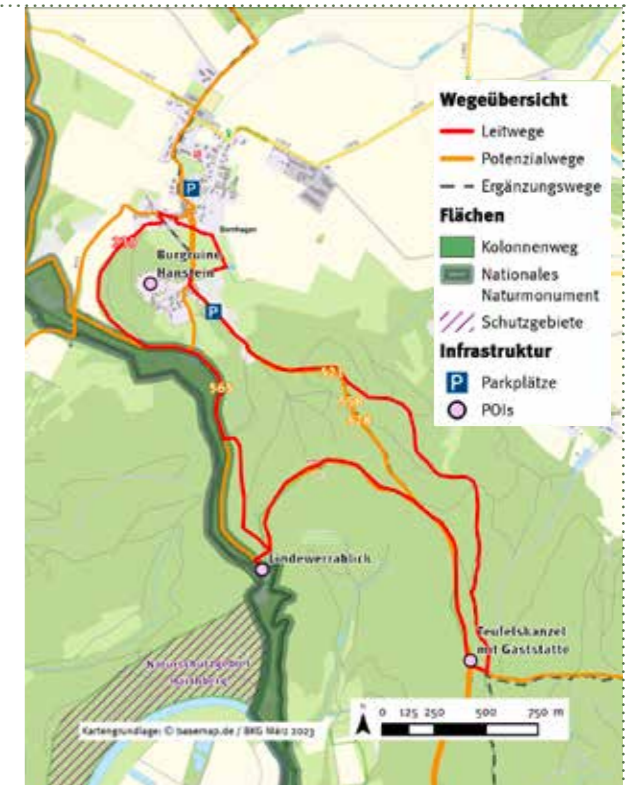 Wegeübersicht
Leitwege
Potenzialwege
Ergänzungswege
Flächen
Kolonnenweg
Nationales
Naturmonument
Schutzgebiete
Infrastruktur
P
Parkplätze
POIs
P
Bornhagen
Burgruine
Hanstein
P
565
Lindewerrablick
Teufelskanzel
mit Gaststätte
Naturschutzgebiet
N
0 125 250 500 750 m
Kartengrundlage: © basemap.de / BKG März 2023